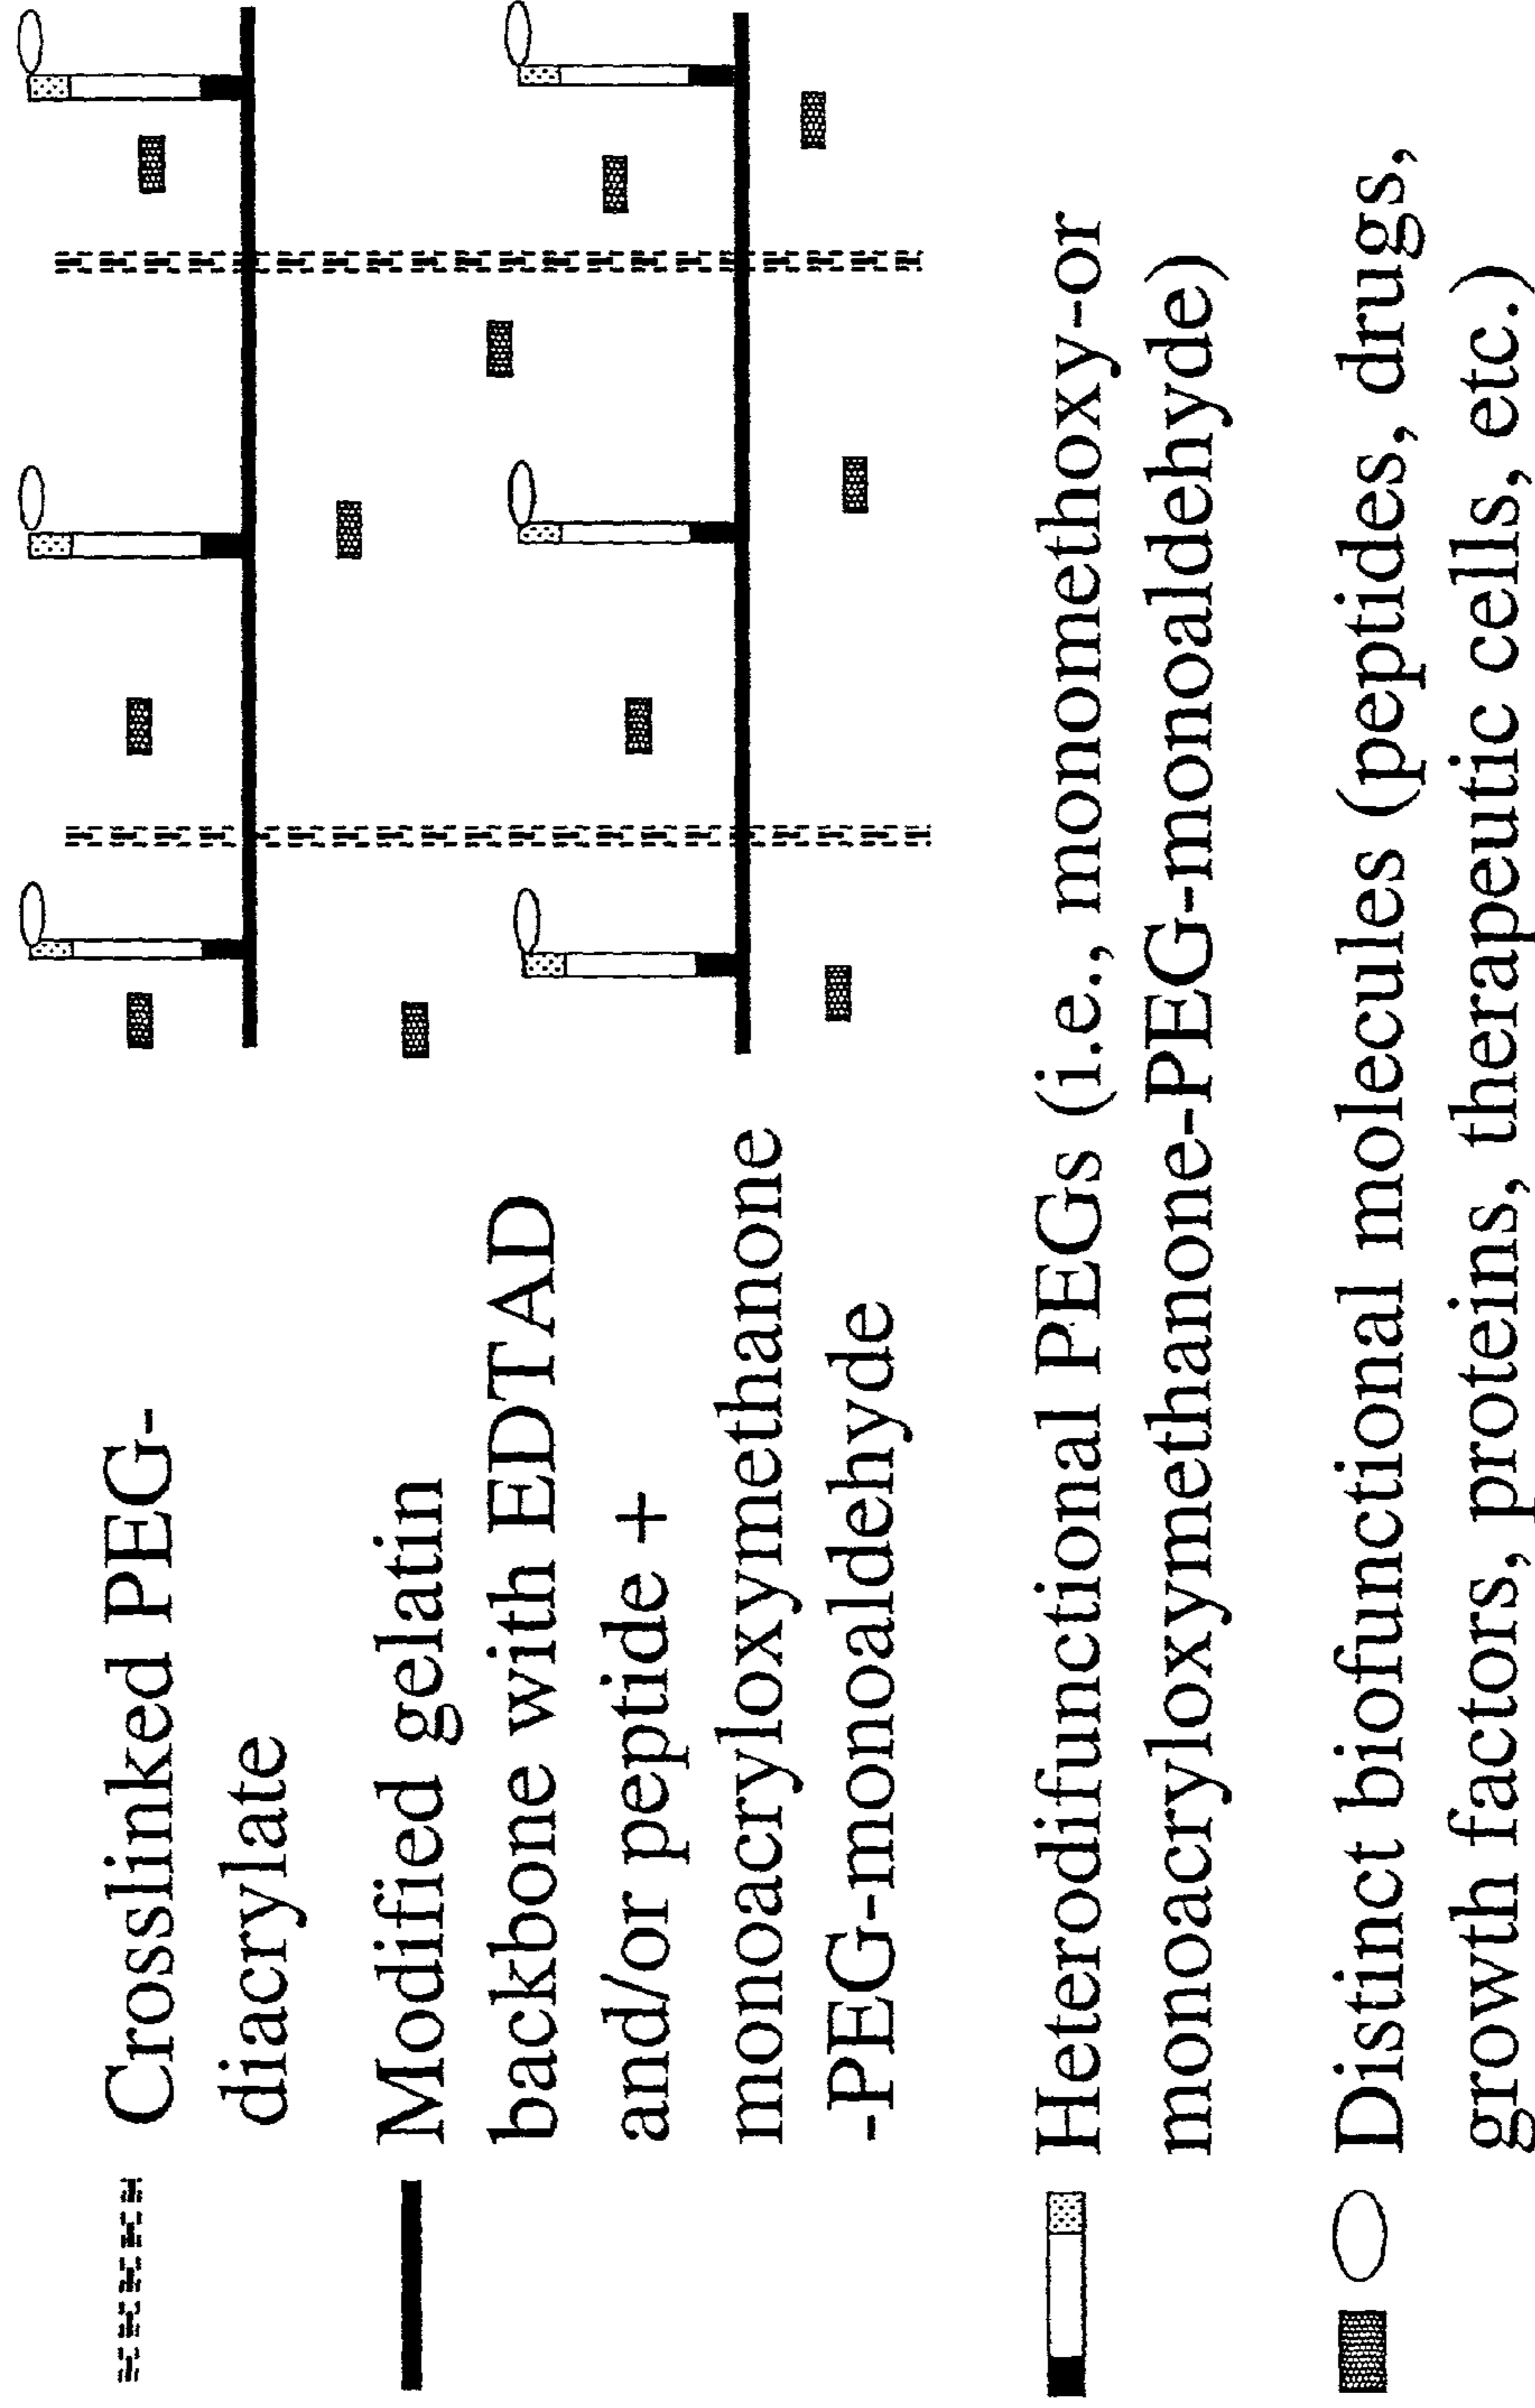 Crosslinked PEG-
diacrylate
Modified gelatin
backbone with EDTAD
and/or peptide +
monoacryloxymethanone
-PEG-monoaldehyde
Heterodifunctional PEGs (i.e., monomethoxy-or
monoacryloxymethanone-PEG-monoaldehyde)
Distinct biofunctional molecules (peptides, drugs,
growth factors, proteins, therapeutic cells, etc.)